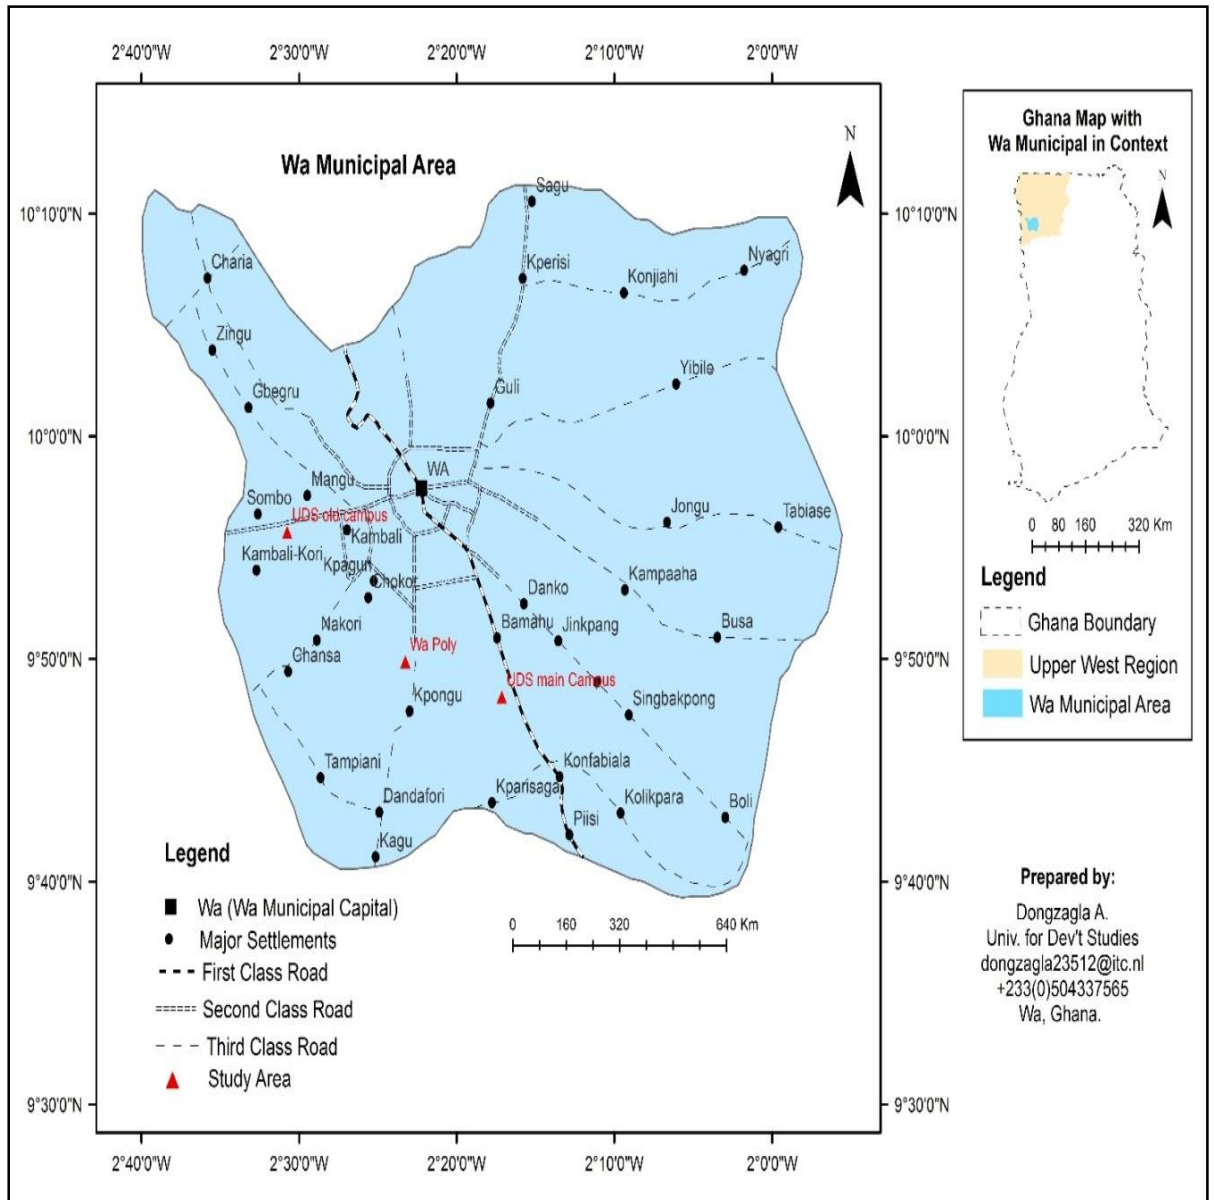 2°40'0"W 2°30'0"W 2°20'0"W 2°10'0"W 2°0'0"W
Wa Municipal Area
N
10°10'0"N 10°10'0"N
10°0'0"N 10°0'0"N
9°50'0"N 9°50'0"N
9°40'0"N 9°40'0"N
9°30'0"N 9°30'0"N
Sagu
Charia
Kperisi
Konjiahi
Nyagri
Zingu
Yibile
Gbegru
Guli
WA
Mangu
Sombo
UDS old campus
Kambali
Jongu
Tabiase
Kambali-Kori
Kpagun
Chokor
Kampaaha
Danko
Nakori
Bamahu
Jinkpang
Busa
Wa Poly
Chansa
UDS main Campus
Kpongu
Singbakpong
Tampiani
Konfabiala
Dandafori
Kparisaga
Kolikpara
Boli
Piisi
Kagu
Legend
Wa (Wa Municipal Capital)
Major Settlements
First Class Road
Second Class Road
Third Class Road
Study Area
0 160 320 640 Km
2°40'0"W 2°30'0"W 2°20'0"W 2°10'0"W 2°0'0"W
Ghana Map with
Wa Municipal in Context
N
0 80 160 320 Km
Legend
Ghana Boundary
Upper West Region
Wa Municipal Area
Prepared by:
Dongzagla A.
Univ. for Dev't Studies
dongzagla23512@itc.nl
+233(0)504337565
Wa, Ghana.